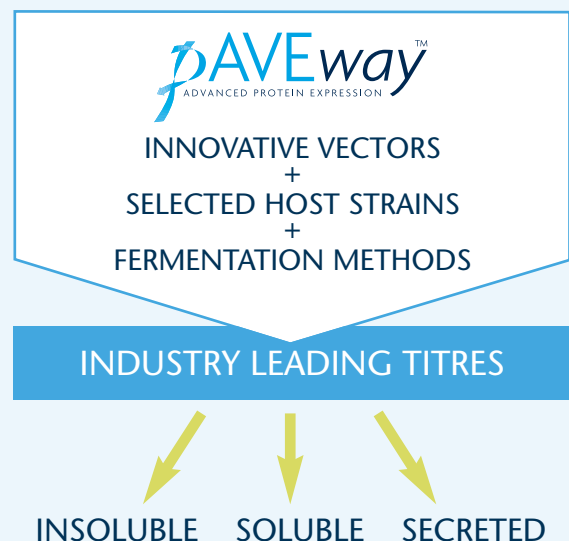 pAVEway™
ADVANCED PROTEIN EXPRESSION
INNOVATIVE VECTORS
+
SELECTED HOST STRAINS
+
FERMENTATION METHODS
INDUSTRY LEADING TITRES
INSOLUBLE SOLUBLE SECRETED